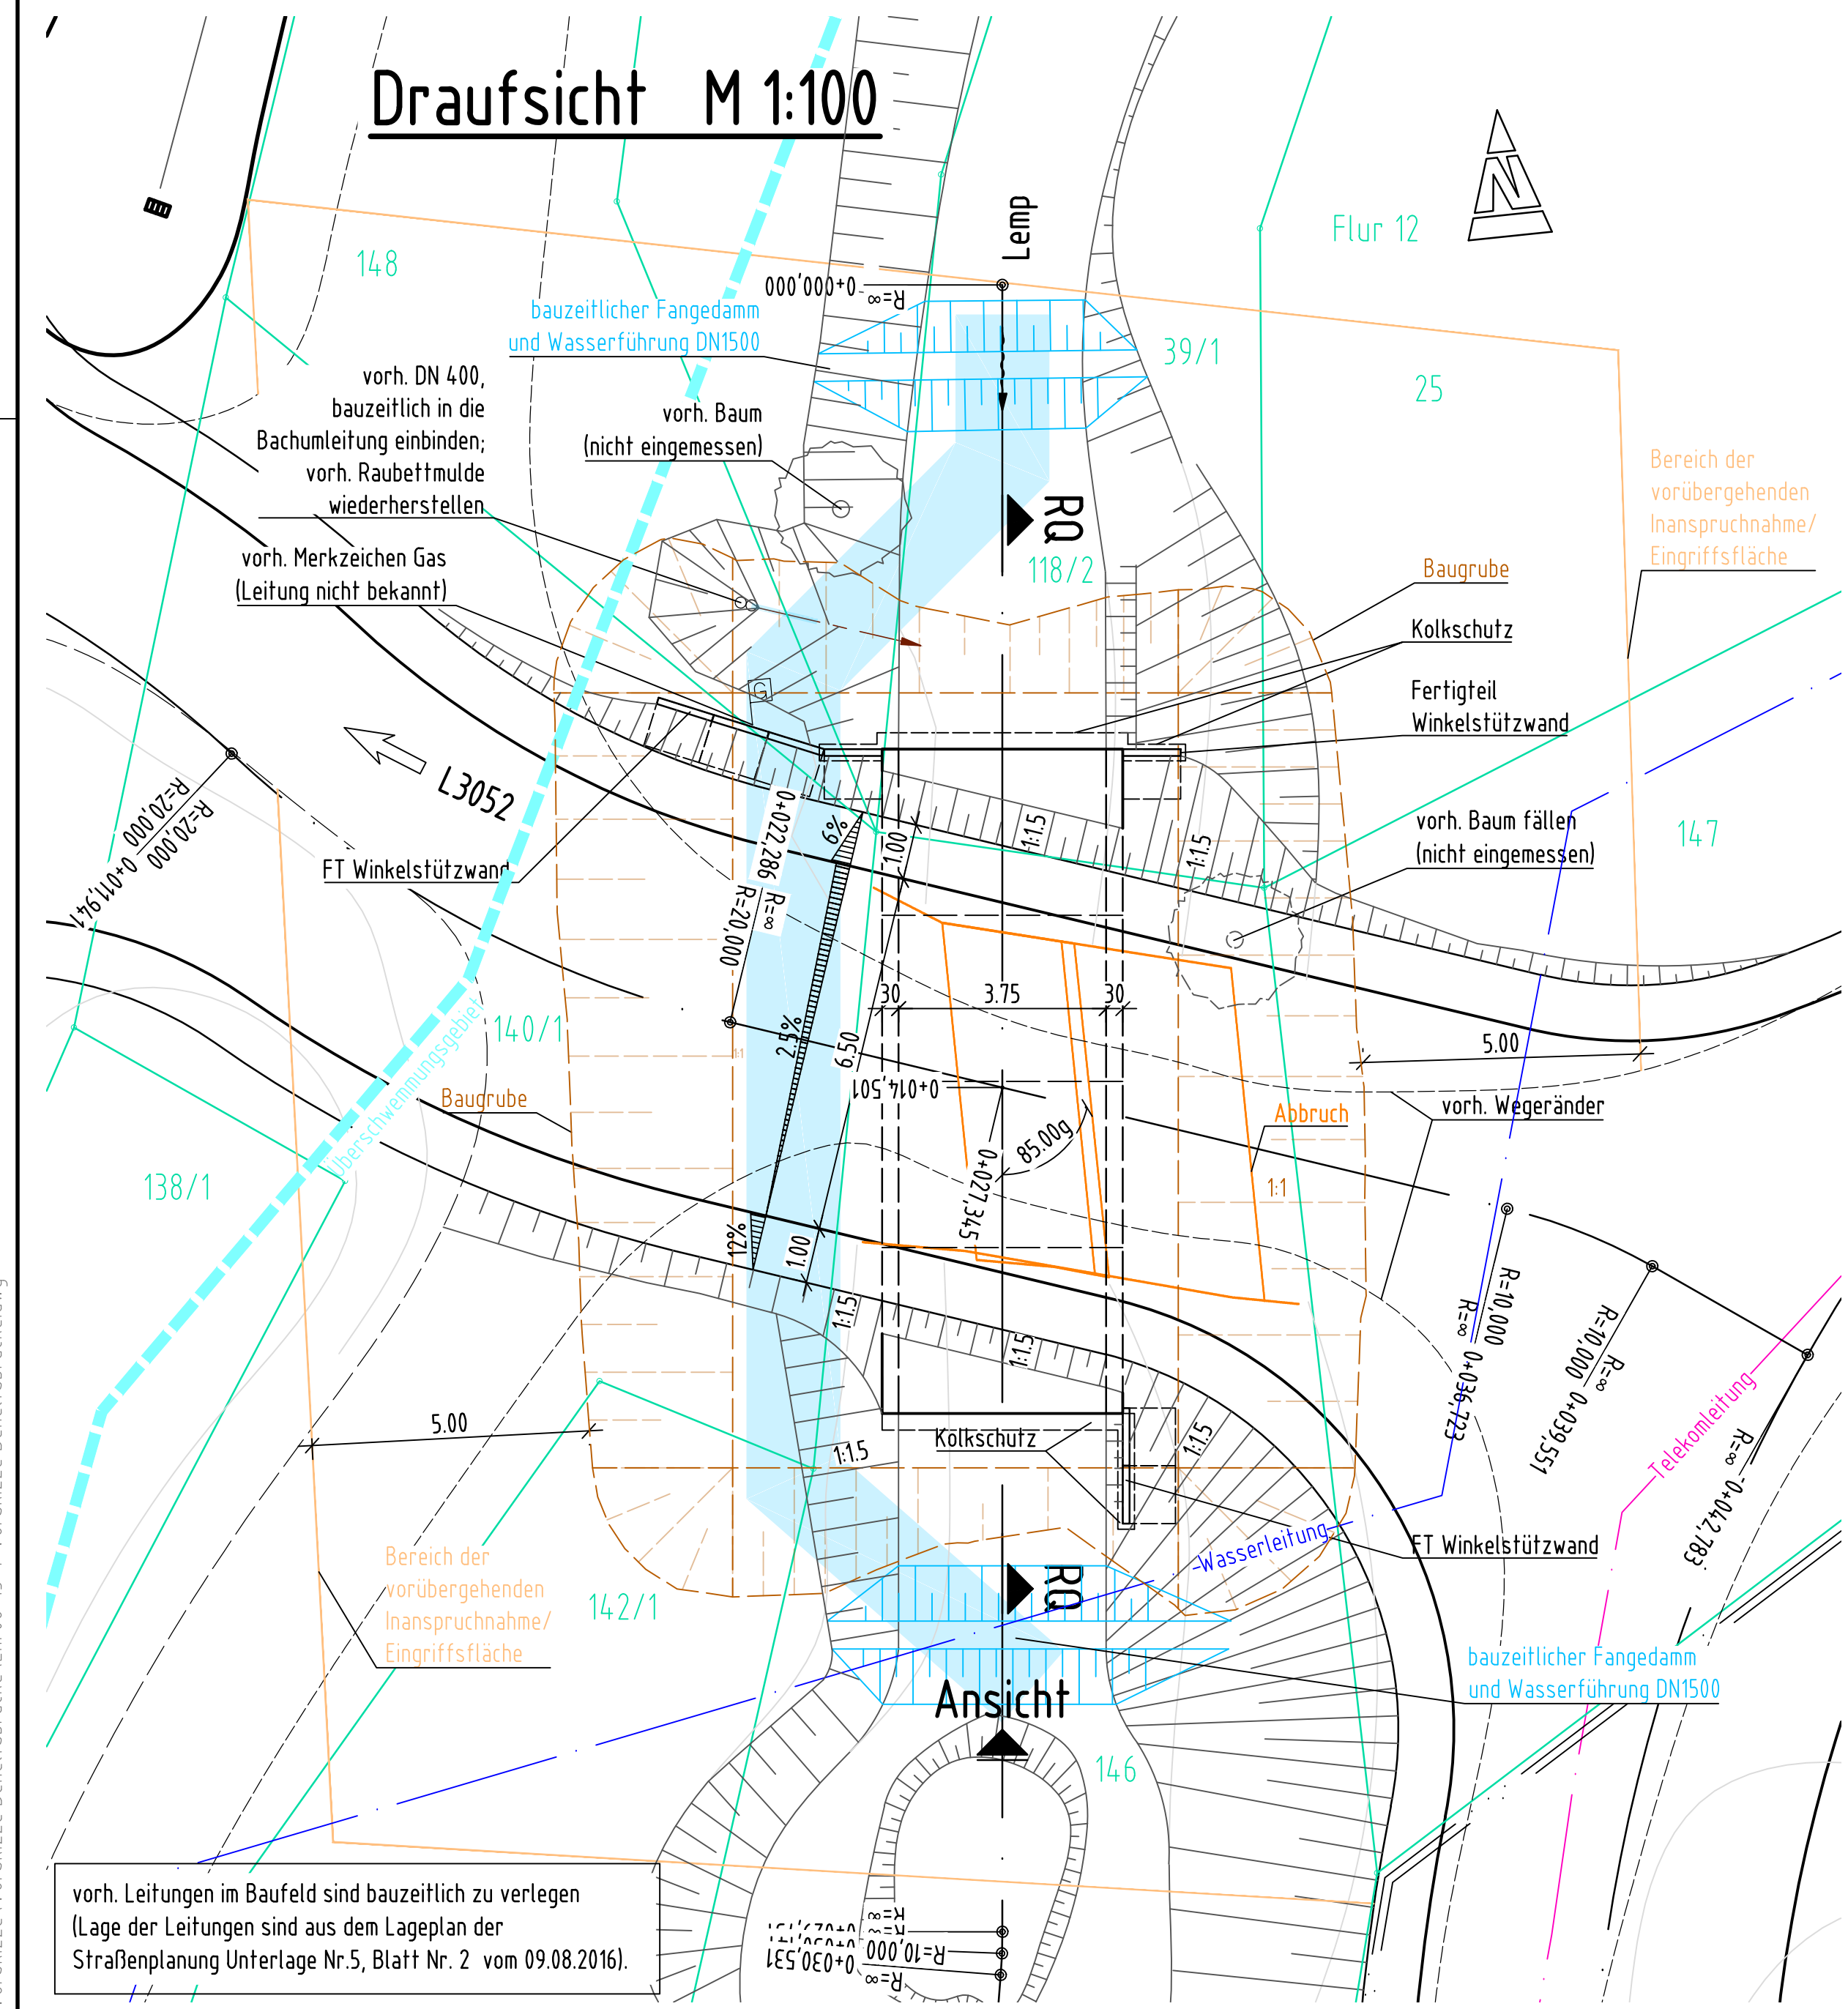 Draufsicht M 1:100
N
Flur 12
Lemp
148
0+000,000
R=∞
bauzeitlicher Fangedamm
und Wasserführung DN1500
39/1
25
vorh. DN 400,
bauzeitlich in die
Bachumleitung einbinden;
vorh. Raubettmulde
wiederherstellen
vorh. Baum
(nicht eingemessen)
Bereich der
vorübergehenden
Inanspruchnahme/
Eingriffsfläche
RQ
118/2
vorh. Merkzeichen Gas
(Leitung nicht bekannt)
Baugrube
Kolkschutz
Fertigteil
Winkelstützwand
G
L3052
R=20,000
R=20,000
0+011,941
FT Winkelstützwand
0+022,286
R=20,000
R=∞
6%
1.00
1:1.5
1:1.5
vorh. Baum fällen
(nicht eingemessen)
147
30
3.75
30
2.5%
6.50
1:1
5.00
140/1
Überschwemmungsgebiet
Baugrube
0+014,501
85.00g
0+027,345
Abbruch
vorh. Wegeränder
1:1
138/1
12%
1.00
1:1.5
1:1.5
R=10,000
R=∞
0+036,723
R=∞
R=10,000
0+039,551
Telekomleitung
R=∞
0+042,783
5.00
Kolkschutz
1:1.5
1:1.5
Wasserleitung
FT Winkelstützwand
Bereich der
vorübergehenden
Inanspruchnahme/
Eingriffsfläche
142/1
RQ
bauzeitlicher Fangedamm
und Wasserführung DN1500
Ansicht
146
R=∞
R=∞
R=10,000
0+030,531
R=∞
vorh. Leitungen im Baufeld sind bauzeitlich zu verlegen
(Lage der Leitungen sind aus dem Lageplan der
Straßenplanung Unterlage Nr.5, Blatt Nr. 2 vom 09.08.2016).